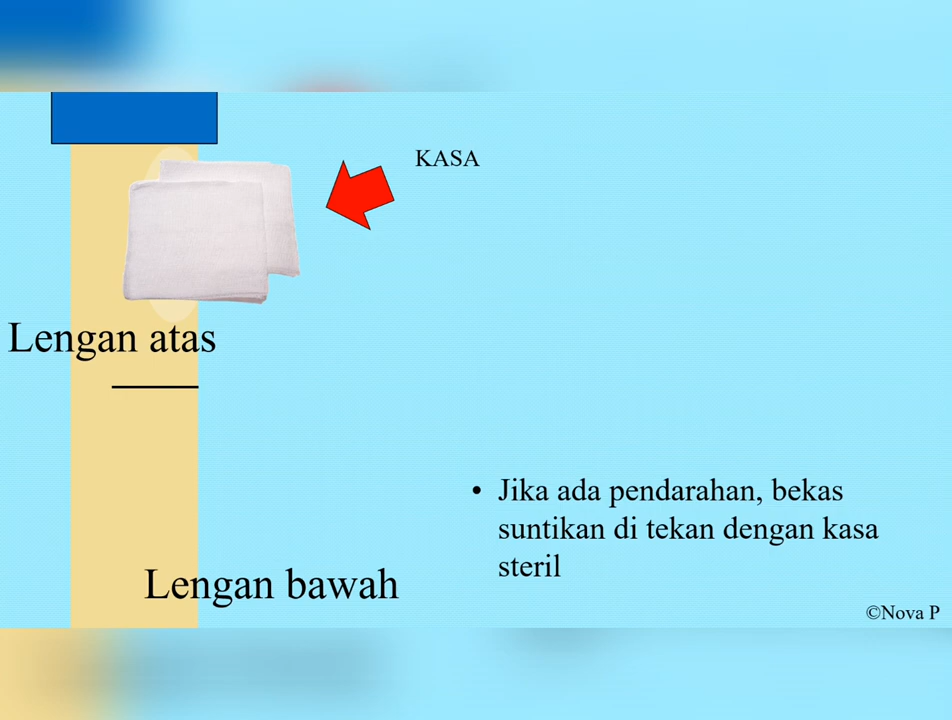 KASA
Lengan atas
• Jika ada pendarahan, bekas
suntikan di tekan dengan kasa
steril
Lengan bawah
©Nova P